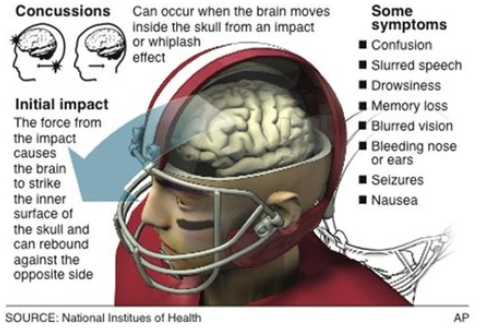 Concussions
Can occur when the brain moves
inside the skull from an impact
or whiplash
effect
Initial impact
The force from
the impact
causes
the brain
to strike
the inner
surface of
the skull and
can rebound
against the
opposite side
Some
symptoms
■ Confusion
■ Slurred speech
■ Drowsiness
■ Memory loss
■ Blurred vision
■ Bleeding nose
or ears
■ Seizures
■ Nausea
SOURCE: National Institues of Health
AP